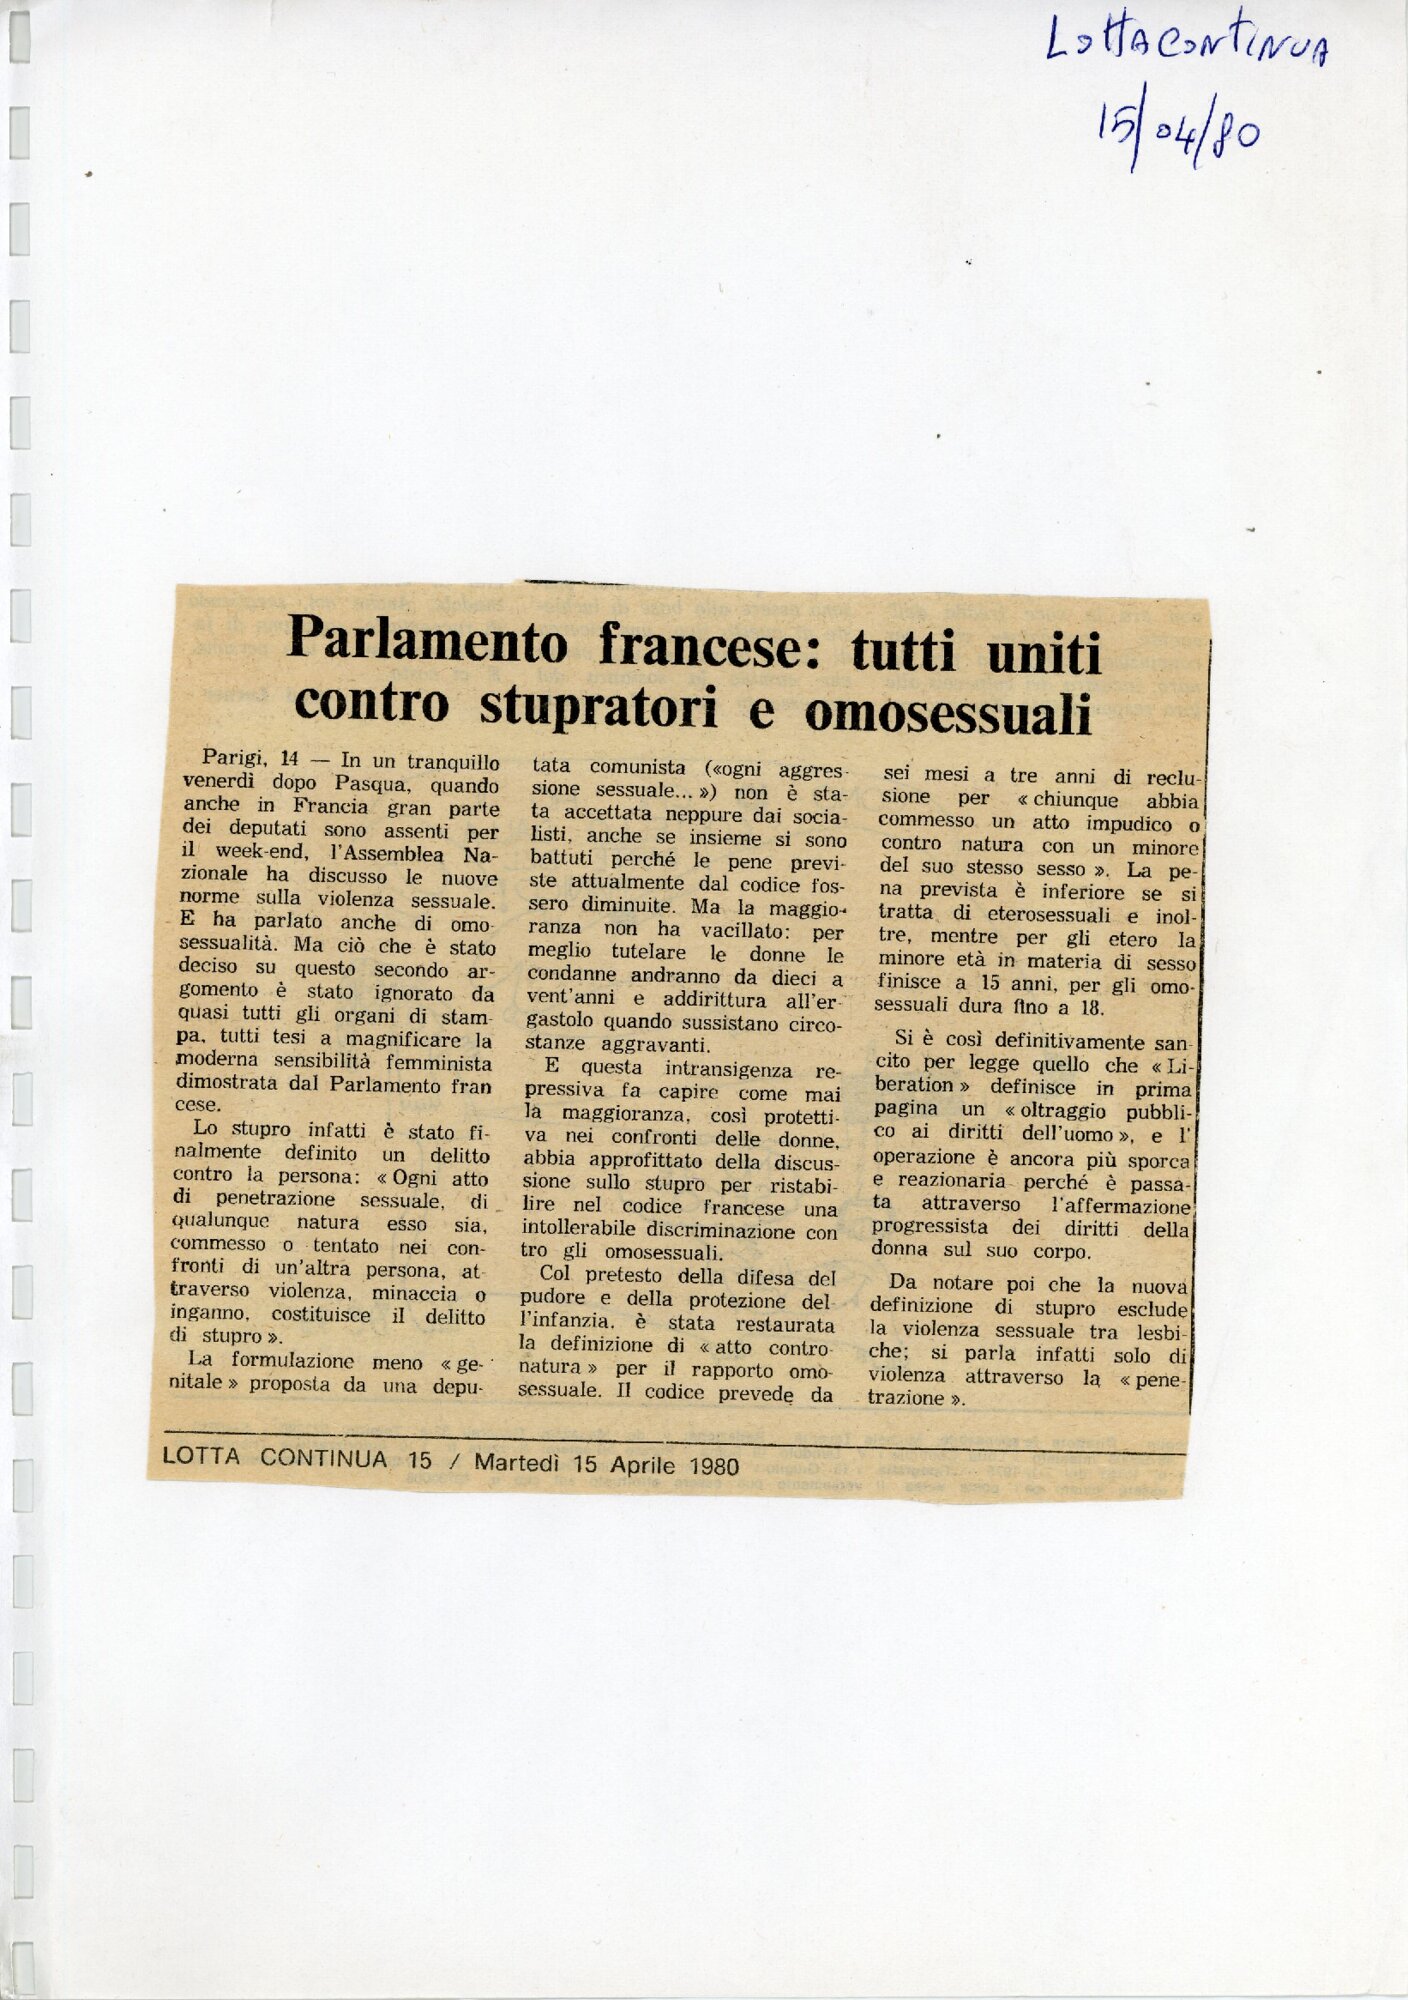 LottaContinua
15/04/80
Parlamento francese: tutti uniti
contro stupratori e omosessuali
Parigi, 14 — In un tranquillo
venerdì dopo Pasqua, quando
anche in Francia gran parte
dei deputati sono assenti per
il week-end, l'Assemblea Na-
zionale ha discusso le nuove
norme sulla violenza sessuale.
E ha parlato anche di omo-
sessualità. Ma ciò che è stato
deciso su questo secondo ar-
gomento è stato ignorato da
quasi tutti gli organi di stam-
pa, tutti tesi a magnificare la
moderna sensibilità femminista
dimostrata dal Parlamento fran
cese.
Lo stupro infatti è stato fi-
nalmente definito un delitto
contro la persona: « Ogni atto
di penetrazione sessuale, di
qualunque natura esso sia,
commesso o tentato nei con-
fronti di un'altra persona, at-
traverso violenza, minaccia o
inganno, costituisce il delitto
di stupro ».
La formulazione meno « ge-
nitale » proposta da una depu-
tata comunista («ogni aggres-
sione sessuale... ») non è sta-
ta accettata neppure dai socia-
listi, anche se insieme si sono
battuti perché le pene previ-
ste attualmente dal codice fos-
sero diminuite. Ma la maggio-
ranza non ha vacillato: per
meglio tutelare le donne le
condanne andranno da dieci a
vent'anni e addirittura all'er-
gastolo quando sussistano circo-
stanze aggravanti.
E questa intransigenza re-
pressiva fa capire come mai
la maggioranza, così protetti-
va nei confronti delle donne,
abbia approfittato della discus-
sione sullo stupro per ristabi-
lire nel codice francese una
intollerabile discriminazione con
tro gli omosessuali.
Col pretesto della difesa del
pudore e della protezione del-
l'infanzia, è stata restaurata
la definizione di « atto contro
natura » per il rapporto omo-
sessuale. Il codice prevede da
sei mesi a tre anni di reclu-
sione per « chiunque abbia
commesso un atto impudico o
contro natura con un minore
del suo stesso sesso ». La pe-
na prevista è inferiore se si
tratta di eterosessuali e inol-
tre, mentre per gli etero la
minore età in materia di sesso
finisce a 15 anni, per gli omo-
sessuali dura fino a 18.
Si è così definitivamente san-
cito per legge quello che « Li-
beration » definisce in prima
pagina un « oltraggio pubbli-
co ai diritti dell'uomo », e l'
operazione è ancora più sporca
e reazionaria perché è passa-
ta attraverso l'affermazione
progressista dei diritti della
donna sul suo corpo.
Da notare poi che la nuova
definizione di stupro esclude
la violenza sessuale tra lesbi-
che; si parla infatti solo di
violenza attraverso la « pene-
trazione ».
LOTTA CONTINUA 15 / Martedì 15 Aprile 1980